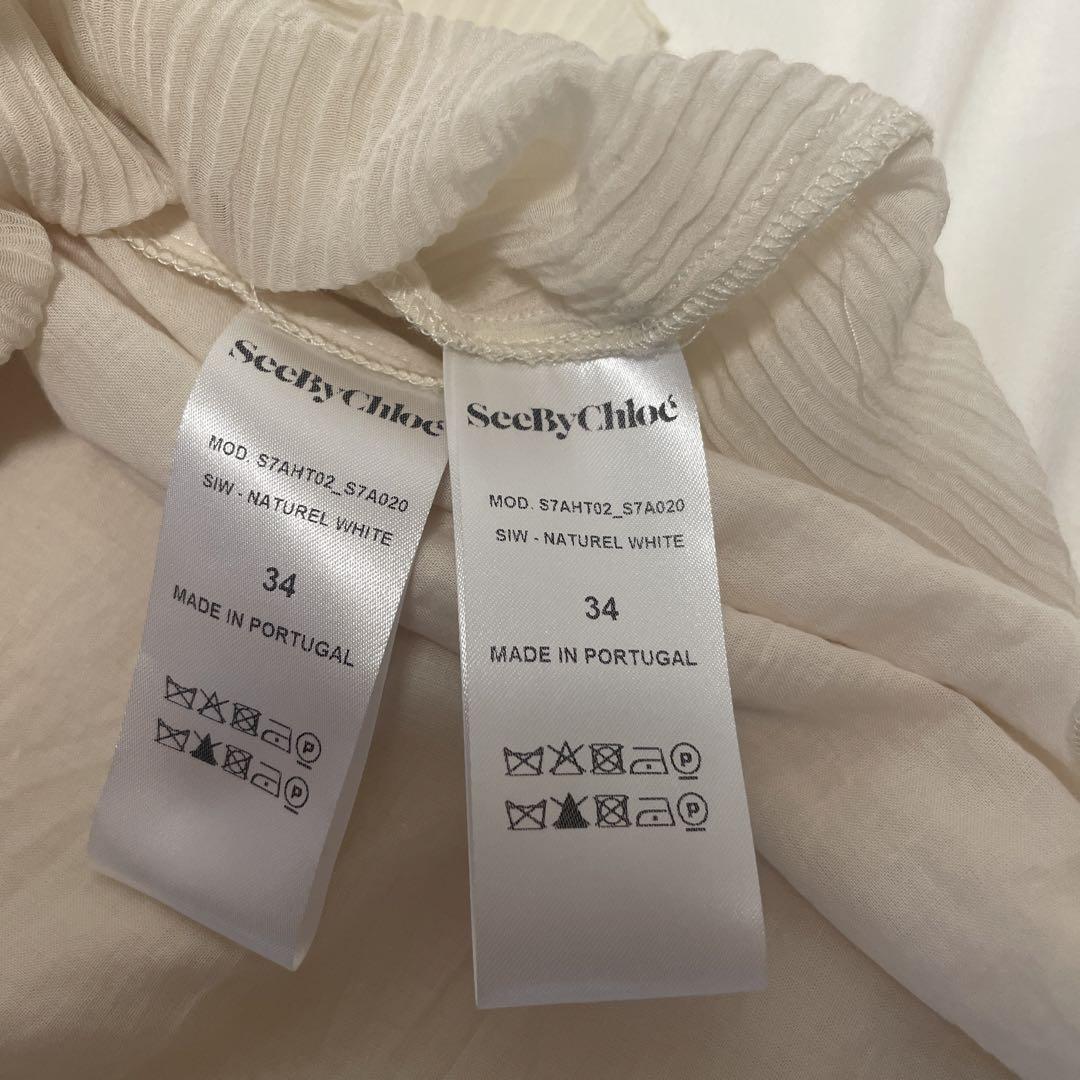 SeeByChloé
MOD. S7AHT02_S7A020
SIW - NATUREL WHITE
34
MADE IN PORTUGAL
P
P
SeeByChloé
MOD. S7AHT02_S7A020
SIW - NATUREL WHITE
34
MADE IN PORTUGAL
P
P